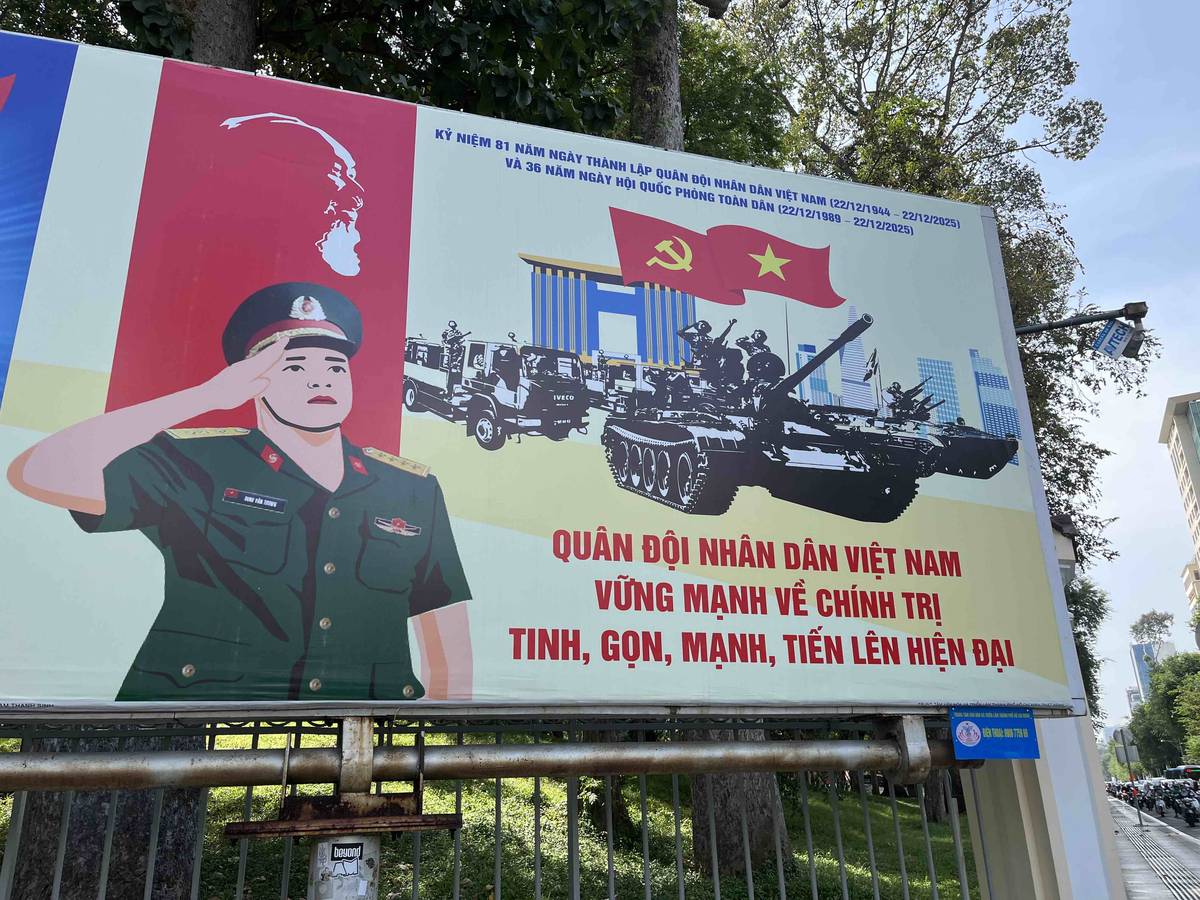 KỶ NIỆM 81 NĂM NGÀY THÀNH LẬP QUÂN ĐỘI NHÂN DÂN VIỆT NAM (22/12/1944 – 22/12/2025)
VÀ 36 NĂM NGÀY HỘI QUỐC PHÒNG TOÀN DÂN (22/12/1989 – 22/12/2025)
IVECO
QUÂN ĐỘI NHÂN DÂN VIỆT NAM
VỮNG MẠNH VỀ CHÍNH TRỊ
TINH, GỌN, MẠNH, TIẾN LÊN HIỆN ĐẠI
beyond